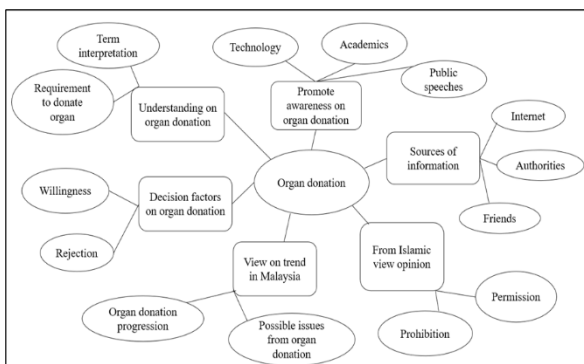 Term
interpretation
Technology
Academics
Public
speeches
Requirement
to donate
organ
Understanding on
organ donation
Promote
awareness on
organ donation
Internet
Sources of
information
Authorities
Friends
Willingness
Decision factors
on organ donation
Organ donation
Rejection
View on trend
in Malaysia
From Islamic
view opinion
Permission
Prohibition
Organ donation
progression
Possible issues
from organ
donation